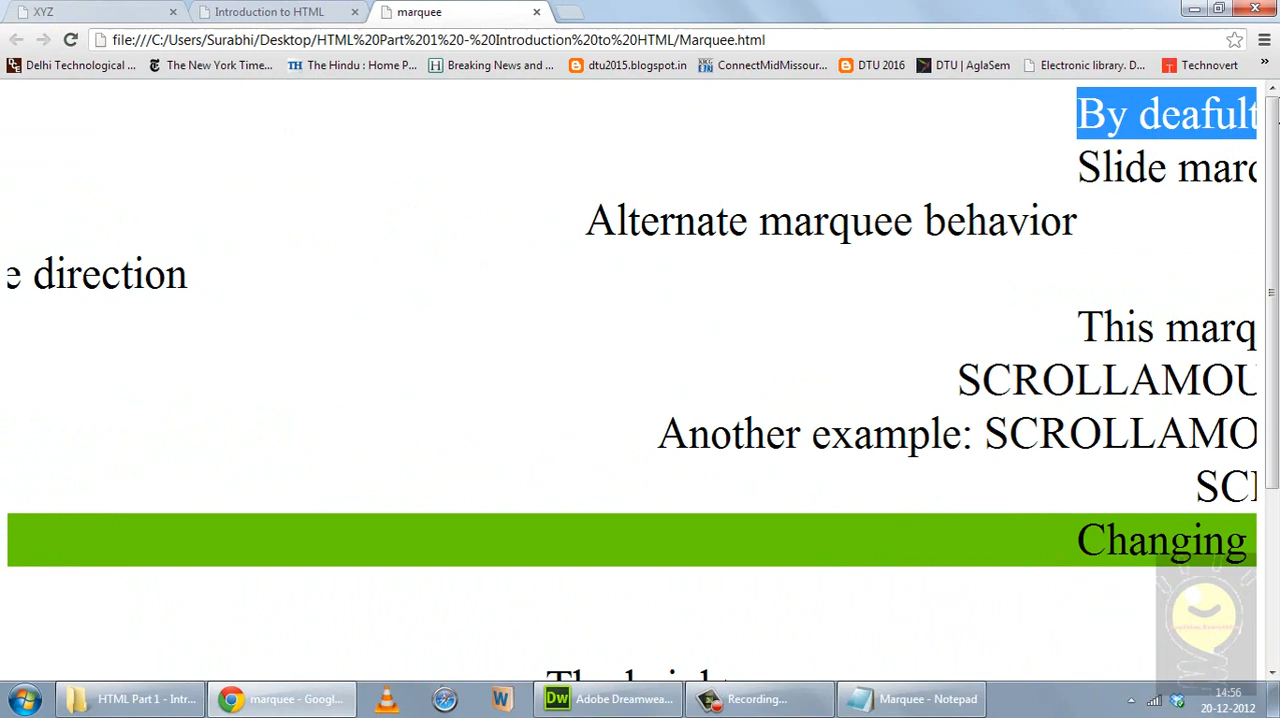 XYZ
Introduction to HTML
marquee
file:///C:/Users/Surabhi/Desktop/HTML%20Part%201%20-%20Introduction%20to%20HTML/Marquee.html
Delhi Technological ...
The New York Time...
The Hindu : Home P...
Breaking News and ...
dtu2015.blogspot.in
ConnectMidMissour...
DTU 2016
DTU | AglaSem
Electronic library. D...
Technovert
By deafult
Slide marq
Alternate marquee behavior
e direction
This marq
SCROLLAMOU
Another example: SCROLLAMO
SCR
Changing
The height
HTML Part 1 - Intr...
marquee - Googl...
Adobe Dreamwea...
Recording...
Marquee - Notepad
14:56
20-12-2012